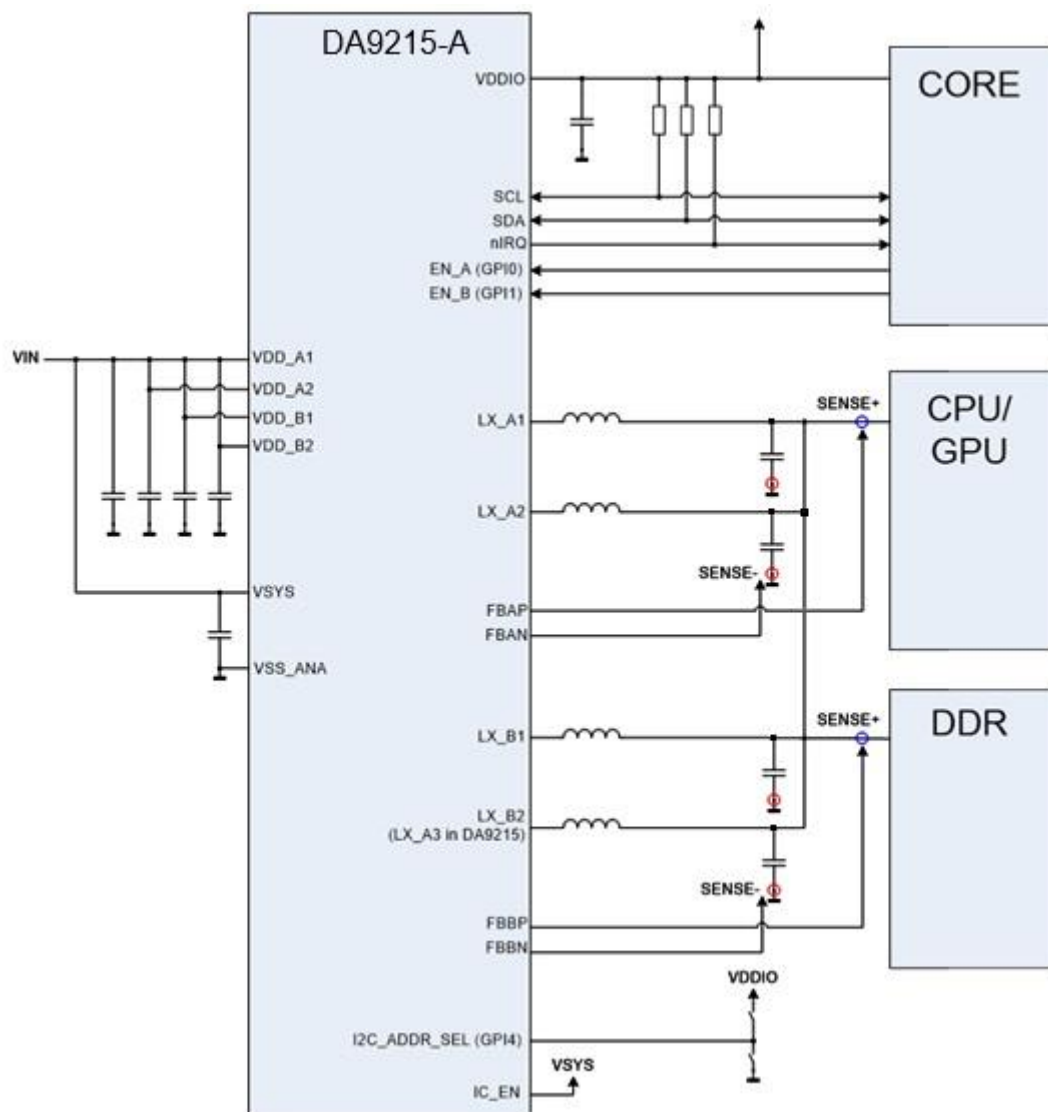 DA9215-A
VDDIO
CORE
SCL
SDA
nIRQ
EN_A (GPI0)
EN_B (GPI1)
VIN
VDD_A1
VDD_A2
VDD_B1
VDD_B2
LX_A1
SENSE+
CPU/
GPU
LX_A2
SENSE-
VSYS
FBAP
FBAN
VSS_ANA
LX_B1
SENSE+
DDR
LX_B2
(LX_A3 in DA9215)
SENSE-
FBBP
FBBN
VDDIO
I2C_ADDR_SEL (GPI4)
VSYS
IC_EN